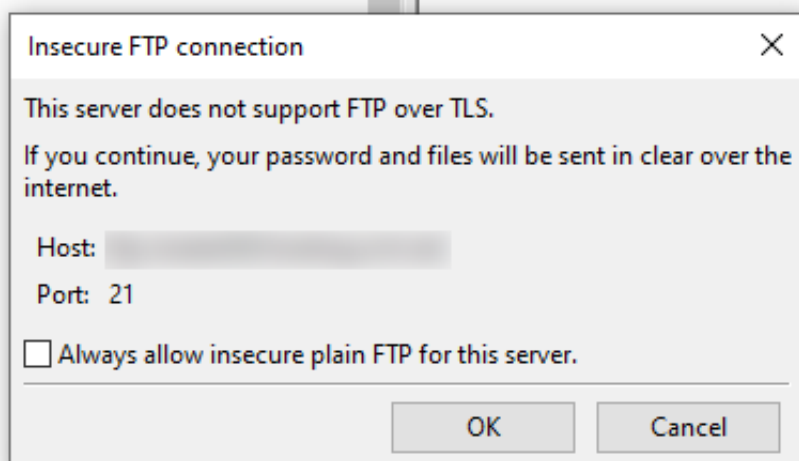 Insecure FTP connection
This server does not support FTP over TLS.
If you continue, your password and files will be sent in clear over the
internet.
Host:
Port: 21
Always allow insecure plain FTP for this server.
OK Cancel